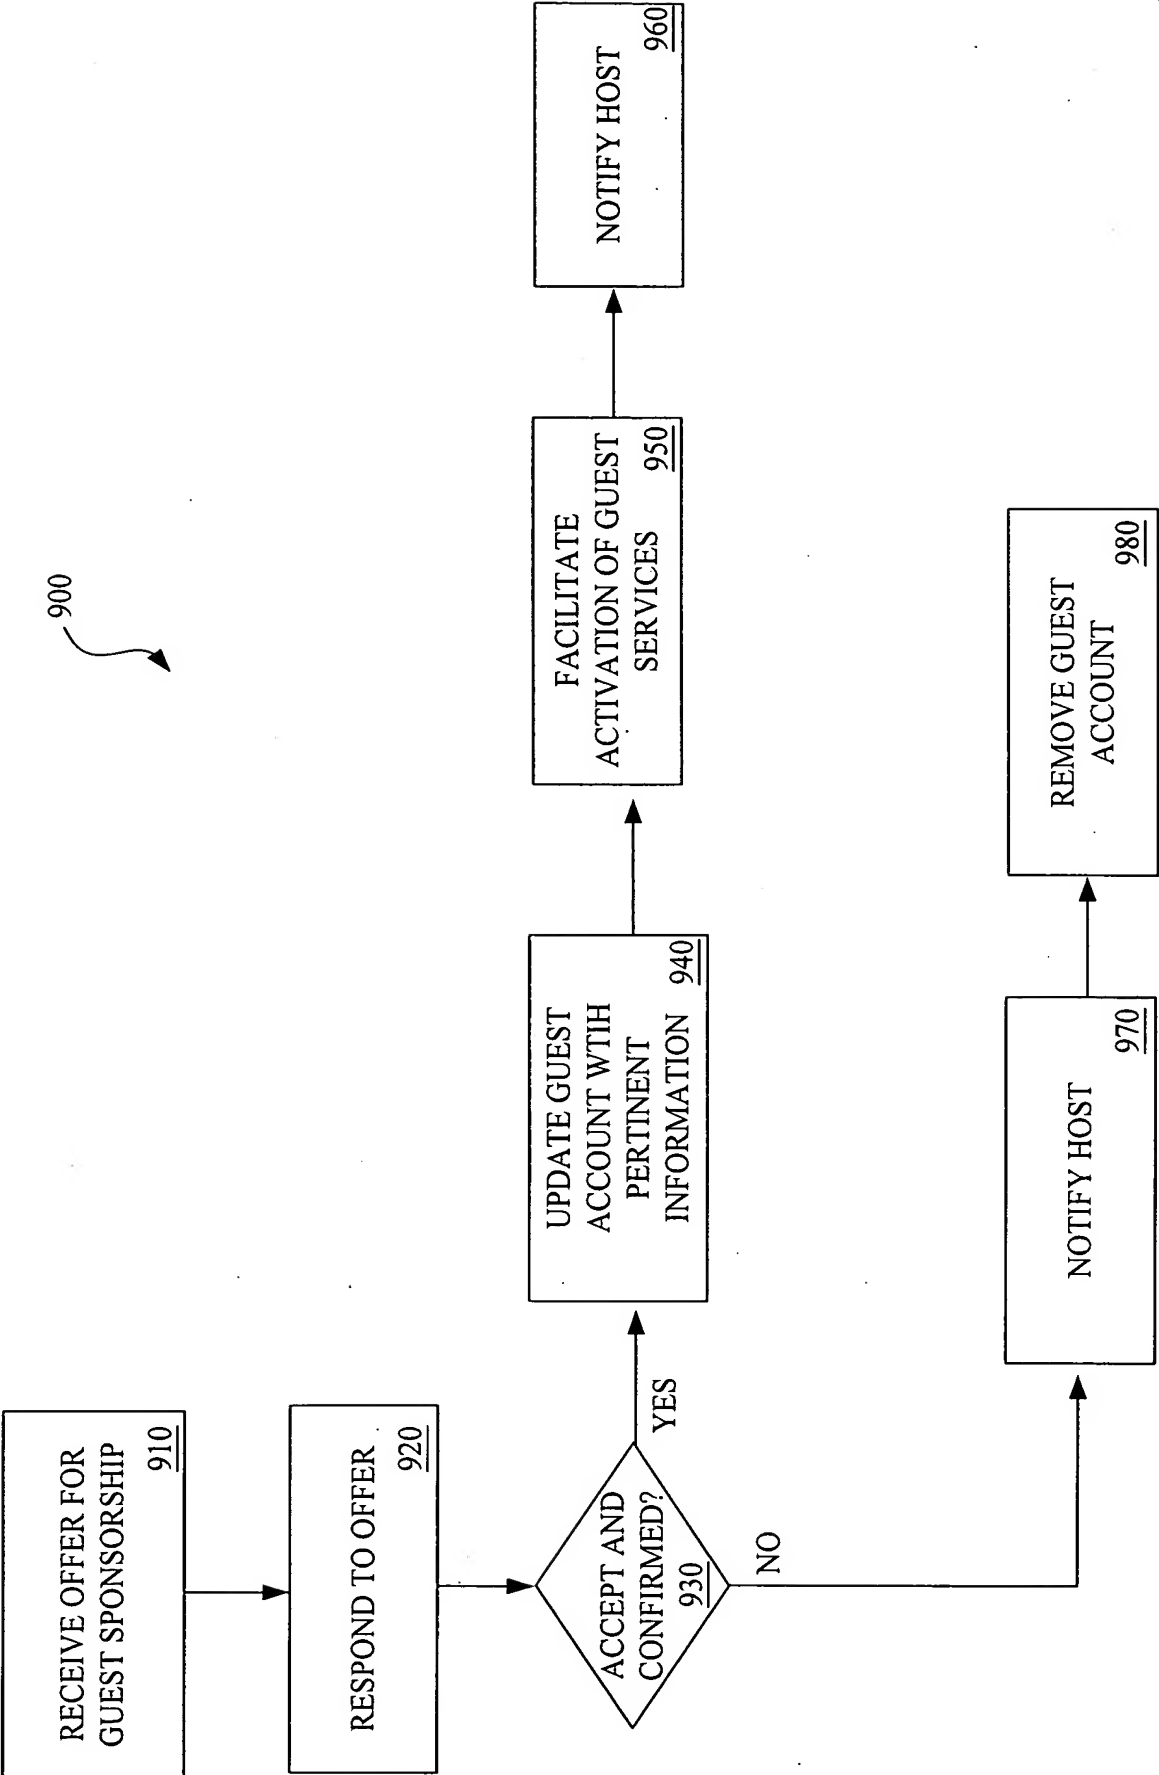 900
RECEIVE OFFER FOR
GUEST SPONSORSHIP
910
RESPOND TO OFFER
920
ACCEPT AND
CONFIRMED?
930
YES
NO
UPDATE GUEST
ACCOUNT WTIH
PERTINENT
INFORMATION
940
FACILITATE
ACTIVATION OF GUEST
SERVICES
950
NOTIFY HOST
960
NOTIFY HOST
970
REMOVE GUEST
ACCOUNT
980